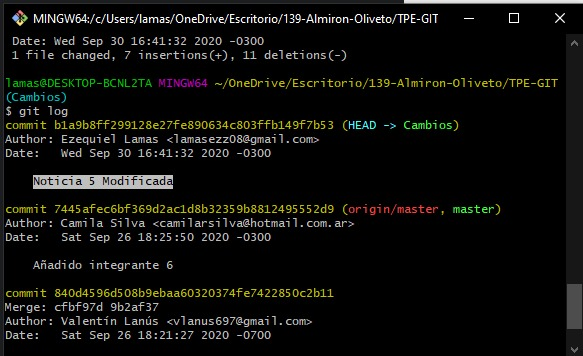 MINGW64:/c/Users/lamas/OneDrive/Escritorio/139-Almiron-Oliveto/TPE-GIT
Date: Wed Sep 30 16:41:32 2020 -0300
1 file changed, 7 insertions(+), 11 deletions(-)
lamas@DESKTOP-BCNL2TA MINGW64 ~/OneDrive/Escritorio/139-Almiron-Oliveto/TPE-GIT
(Cambios)
$ git log
commit b1a9b8ff299128e27fe890634c803ffb149f7b53 (HEAD -> Cambios)
Author: Ezequiel Lamas <lamasezz08@gmail.com>
Date:   Wed Sep 30 16:41:32 2020 -0300
Noticia 5 Modificada
commit 7445afec6bf369d2ac1d8b32359b8812495552d9 (origin/master, master)
Author: Camila Silva <camilarsilva@hotmail.com.ar>
Date:   Sat Sep 26 18:25:50 2020 -0300
Añadido integrante 6
commit 840d4596d508b9ebaa60320374fe7422850c2b11
Merge: cfbf97d 9b2af37
Author: Valentín Lanús <vlanus697@gmail.com>
Date:   Sat Sep 26 18:21:27 2020 -0700